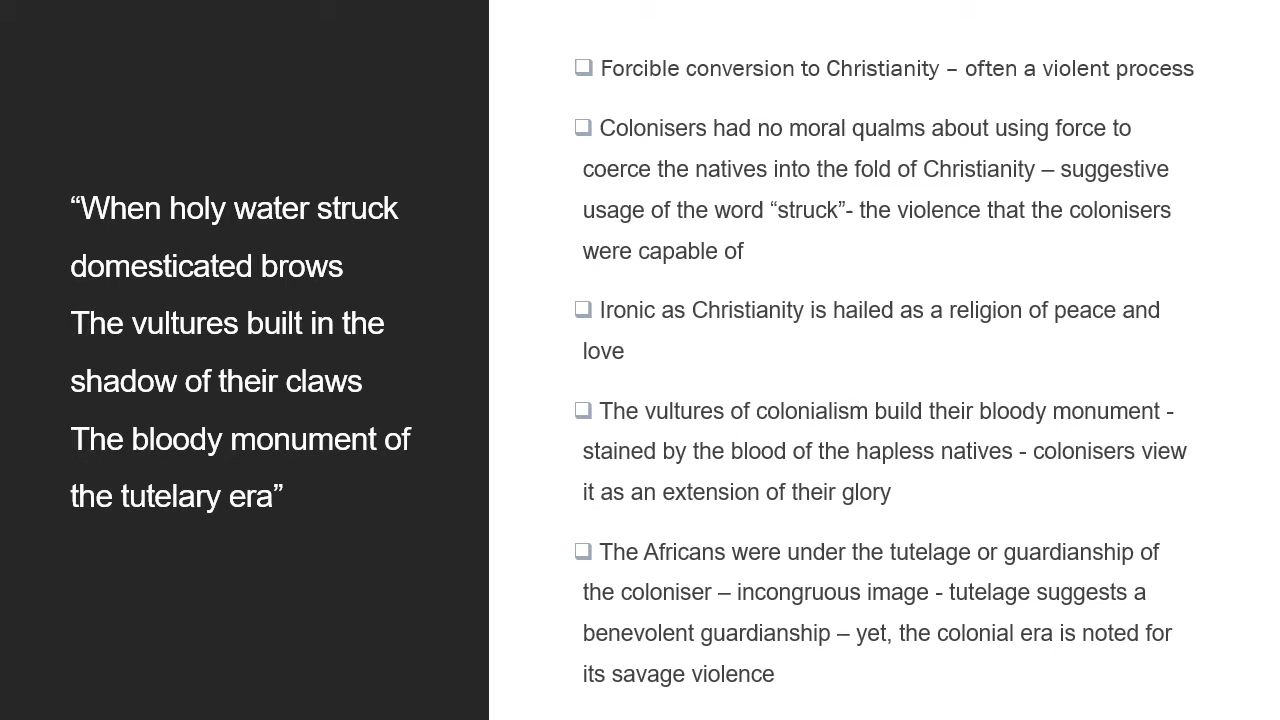 “When holy water struck
domesticated brows
The vultures built in the
shadow of their claws
The bloody monument of
the tutelary era”
❑ Forcible conversion to Christianity – often a violent process
❑ Colonisers had no moral qualms about using force to
coerce the natives into the fold of Christianity – suggestive
usage of the word “struck”- the violence that the colonisers
were capable of
❑ Ironic as Christianity is hailed as a religion of peace and
love
❑ The vultures of colonialism build their bloody monument -
stained by the blood of the hapless natives - colonisers view
it as an extension of their glory
❑ The Africans were under the tutelage or guardianship of
the coloniser – incongruous image - tutelage suggests a
benevolent guardianship – yet, the colonial era is noted for
its savage violence